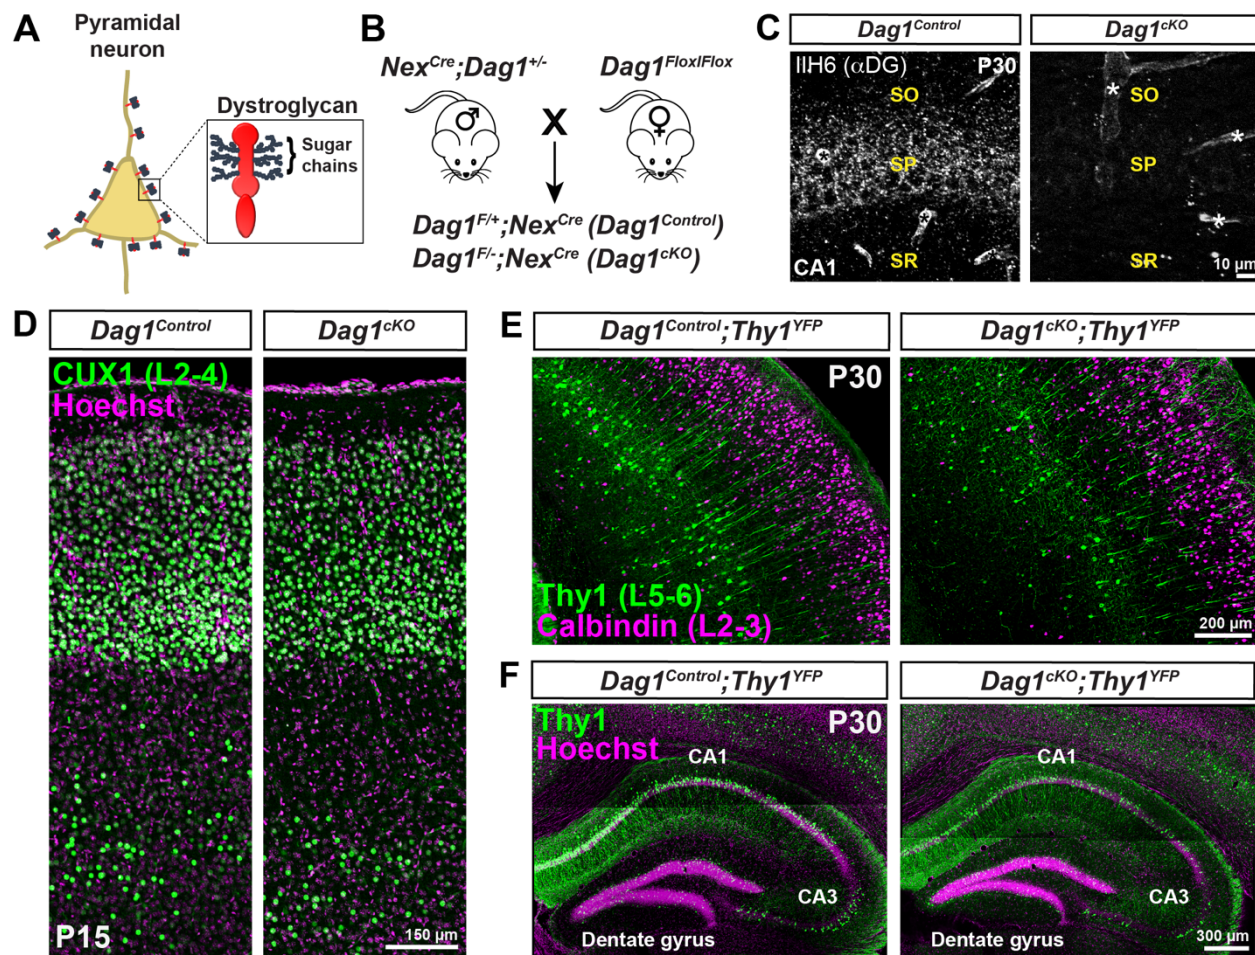 A
Pyramidal
neuron
Dystroglycan
Sugar
chains
B
Nex^Cre;Dag1^+/-
Dag1^Flox/Flox
♂
X
♀
Dag1^F/+;Nex^Cre (Dag1^Control)
Dag1^F/-;Nex^Cre (Dag1^cKO)
C
Dag1^Control
Dag1^cKO
IIH6 (αDG)
P30
SO
SP
SR
CA1
*
*
SO
SP
SR
*
*
*
10 µm
D
Dag1^Control
Dag1^cKO
CUX1 (L2-4)
Hoechst
P15
150 µm
E
Dag1^Control;Thy1^YFP
Dag1^cKO;Thy1^YFP
P30
Thy1 (L5-6)
Calbindin (L2-3)
200 µm
F
Dag1^Control;Thy1^YFP
Dag1^cKO;Thy1^YFP
Thy1
Hoechst
P30
CA1
CA3
Dentate gyrus
CA1
CA3
Dentate gyrus
300 µm